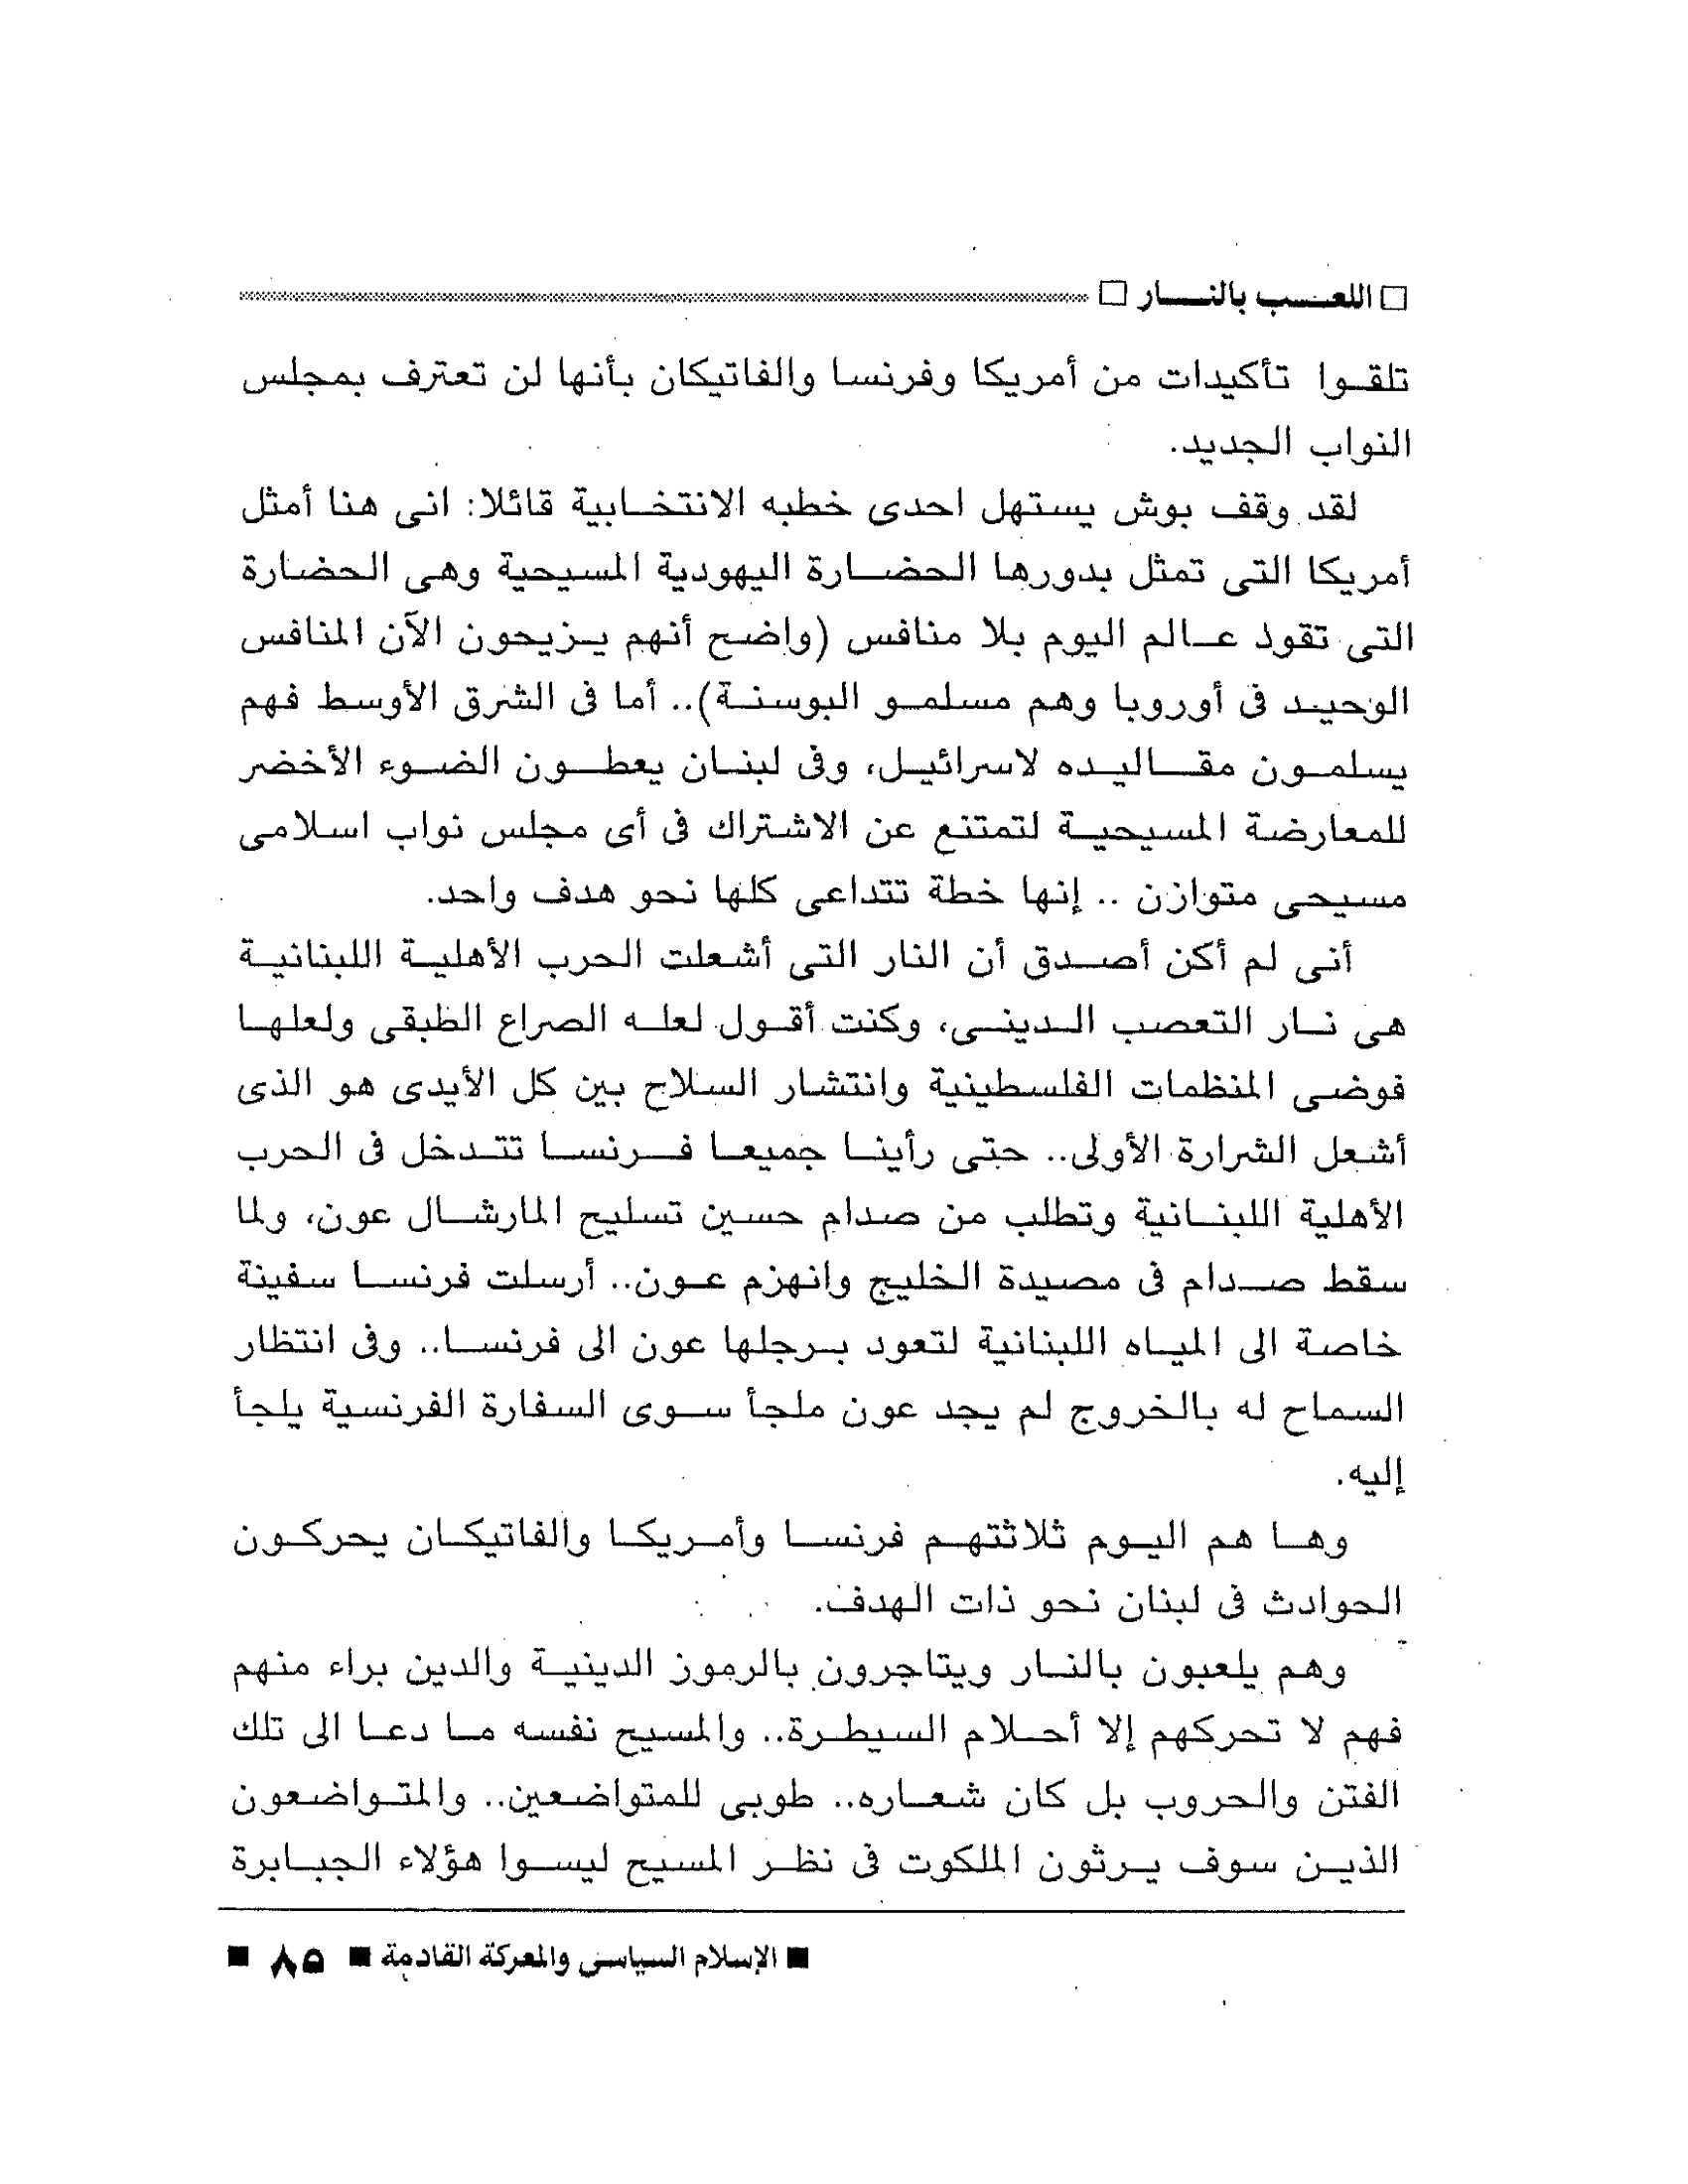 □ اللعب بالنار □
تلقوا تأكيدات من أمريكا وفرنسا والفاتيكان بأنها لن تعترف بمجلس
النواب الجديد.
لقد وقف بوش يستهل احدى خطبه الانتخابية قائلا: انى هنا أمثل
أمريكا التى تمثل بدورها الحضارة اليهودية المسيحية وهى الحضارة
التى تقود عالم اليوم بلا منافس (واضح أنهم يزيحون الآن المنافس
الوحيد فى أوروبا وهم مسلمو البوسنة).. أما فى الشرق الأوسط فهم
يسلمون مقاليده لاسرائيل، وفى لبنان يعطون الضوء الأخضر
للمعارضة المسيحية لتمتنع عن الاشتراك فى أى مجلس نواب اسلامى
مسيحى متوازن .. إنها خطة تتداعى كلها نحو هدف واحد.
أنى لم أكن أصدق أن النار التى أشعلت الحرب الأهلية اللبنانية
هى نار التعصب الدينى، وكنت أقول لعله الصراع الطبقى ولعلها
فوضى المنظمات الفلسطينية وانتشار السلاح بين كل الأيدى هو الذى
أشعل الشرارة الأولى.. حتى رأينا جميعا فرنسا تتدخل فى الحرب
الأهلية اللبنانية وتطلب من صدام حسين تسليح المارشال عون، ولما
سقط صدام فى مصيدة الخليج وانهزم عون.. أرسلت فرنسا سفينة
خاصة الى المياه اللبنانية لتعود برجلها عون الى فرنسا.. وفى انتظار
السماح له بالخروج لم يجد عون ملجأ سوى السفارة الفرنسية يلجأ
إليه.
وها هم اليوم ثلاثتهم فرنسا وأمريكا والفاتيكان يحركون
الحوادث فى لبنان نحو ذات الهدف.
وهم يلعبون بالنار ويتاجرون بالرموز الدينية والدين براء منهم
فهم لا تحركهم إلا أحلام السيطرة.. والمسيح نفسه ما دعا الى تلك
الفتن والحروب بل كان شعاره.. طوبى للمتواضعين.. والمتواضعون
الذين سوف يرثون الملكوت فى نظر المسيح ليسوا هؤلاء الجبابرة
■ الإسلام السياسى والمعركة القادمة ■ ٨٥ ■